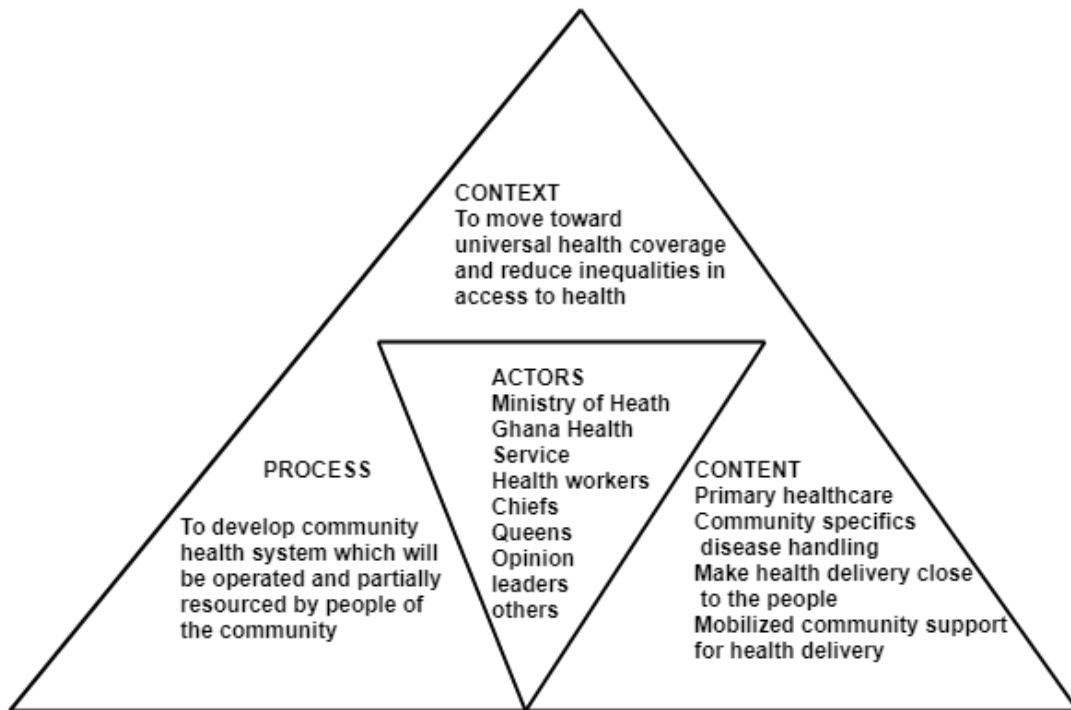 CONTEXT
To move toward
universal health coverage
and reduce inequalities in
access to health
ACTORS
Ministry of Heath
Ghana Health
Service
Health workers
Chiefs
Queens
Opinion
leaders
others
PROCESS
To develop community
health system which will
be operated and partially
resourced by people of
the community
CONTENT
Primary healthcare
Community specifics
disease handling
Make health delivery close
to the people
Mobilized community support
for health delivery